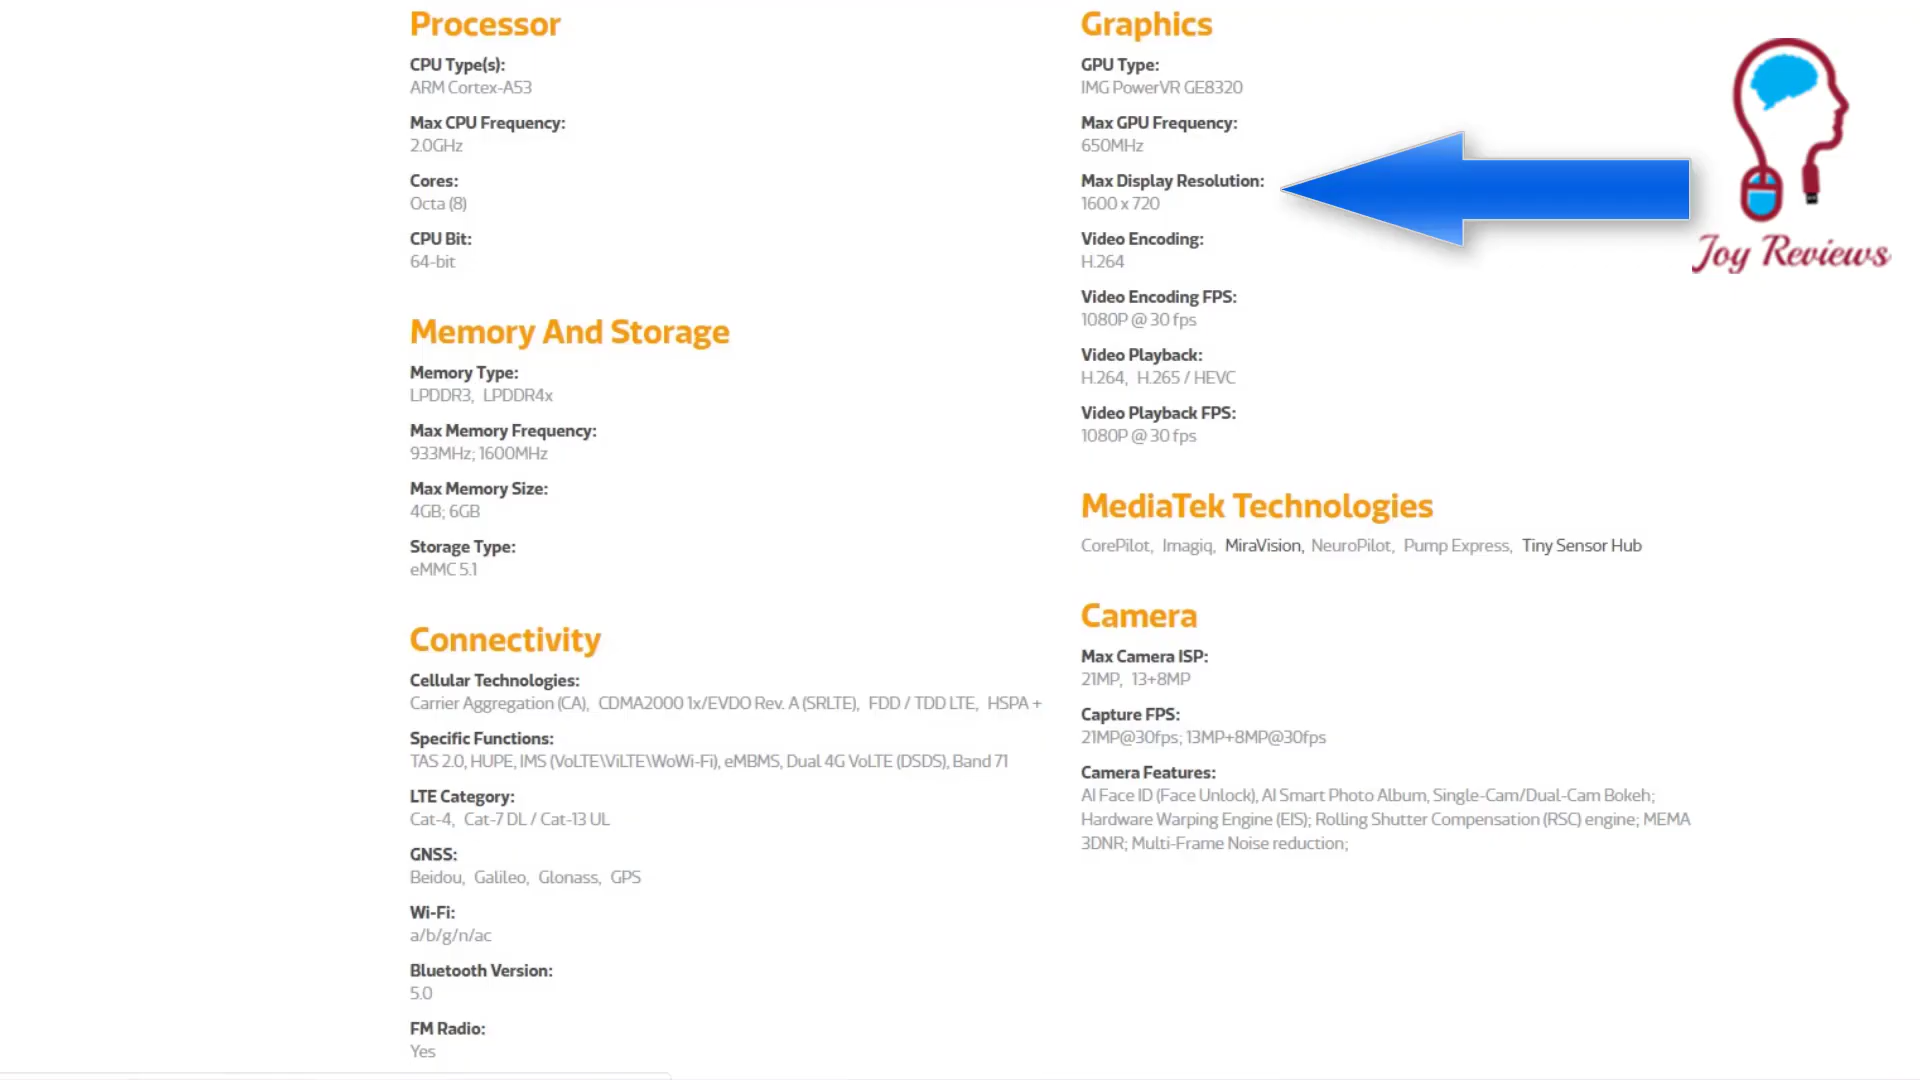 Processor
CPU Type(s):
ARM Cortex-A53
Max CPU Frequency:
2.0GHz
Cores:
Octa (8)
CPU Bit:
64-bit
Memory And Storage
Memory Type:
LPDDR3, LPDDR4x
Max Memory Frequency:
933MHz; 1600MHz
Max Memory Size:
4GB; 6GB
Storage Type:
eMMC 5.1
Connectivity
Cellular Technologies:
Carrier Aggregation (CA), CDMA2000 1x/EVDO Rev. A (SRLTE), FDD / TDD LTE, HSPA +
Specific Functions:
TAS 2.0, HUPE, IMS (VoLTE\ViLTE\WoWi-Fi), eMBMS, Dual 4G VoLTE (DSDS), Band 71
LTE Category:
Cat-4, Cat-7 DL / Cat-13 UL
GNSS:
Beidou, Galileo, Glonass, GPS
Wi-Fi:
a/b/g/n/ac
Bluetooth Version:
5.0
FM Radio:
Yes
Graphics
GPU Type:
IMG PowerVR GE8320
Max GPU Frequency:
650MHz
Max Display Resolution:
1600 x 720
Video Encoding:
H.264
Video Encoding FPS:
1080P @ 30 fps
Video Playback:
H.264, H.265 / HEVC
Video Playback FPS:
1080P @ 30 fps
MediaTek Technologies
CorePilot, Imagiq, MiraVision, NeuroPilot, Pump Express, Tiny Sensor Hub
Camera
Max Camera ISP:
21MP, 13+8MP
Capture FPS:
21MP@30fps; 13MP+8MP@30fps
Camera Features:
AI Face ID (Face Unlock), AI Smart Photo Album, Single-Cam/Dual-Cam Bokeh;
Hardware Warping Engine (EIS); Rolling Shutter Compensation (RSC) engine; MEMA
3DNR; Multi-Frame Noise reduction;
Joy Reviews